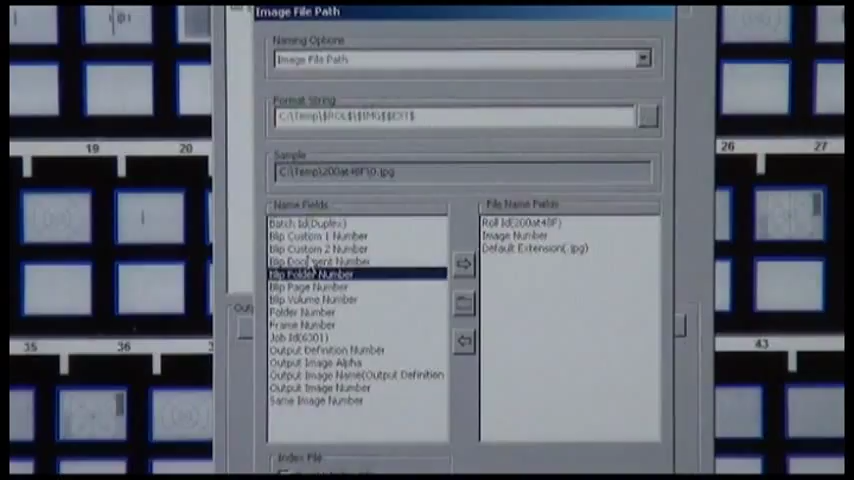 Image File Path
Naming Options
Image File Path
Format String
C:\Temp\$ROL$\$IMG$$EXT$
Sample
C:\Temp\200at48F\0.jpg
Name Fields
Batch Id(Duplex)
Blip Custom 1 Number
Blip Custom 2 Number
Blip Document Number
Blip Folder Number
Blip Page Number
Blip Volume Number
Folder Number
Frame Number
Job Id(6301)
Output Definition Number
Output Image Alpha
Output Image Name(Output Definition
Output Image Number
Same Image Number
File Name Fields
Roll Id(200at48F)
Image Number
Default Extension(.jpg)
Index File
19
20
26
27
35
36
43